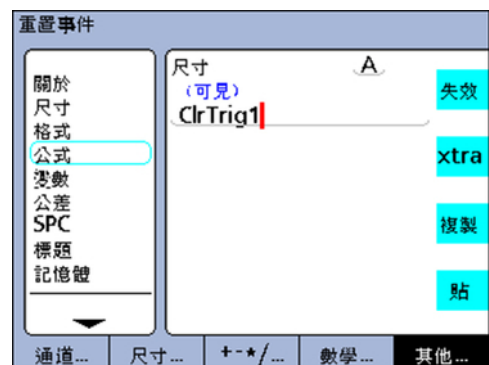 重置事件
關於
尺寸
格式
公式
變數
公差
SPC
標題
記憶體
尺寸 A
(可見)
ClrTrig1
失效
xtra
複製
貼
通道... 尺寸... +-*/... 數學... 其他...